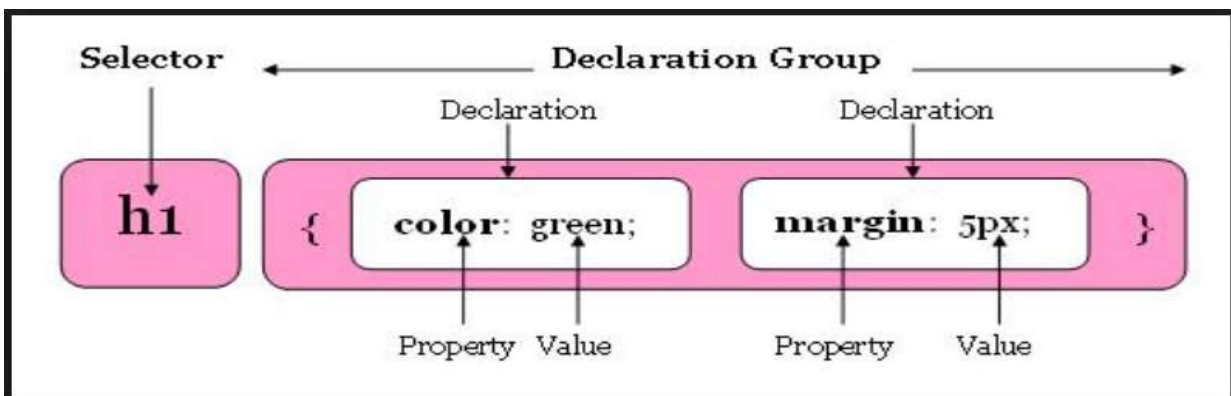 Selector Declaration Group
Declaration Declaration
h1 { color: green; margin: 5px; }
Property Value Property Value